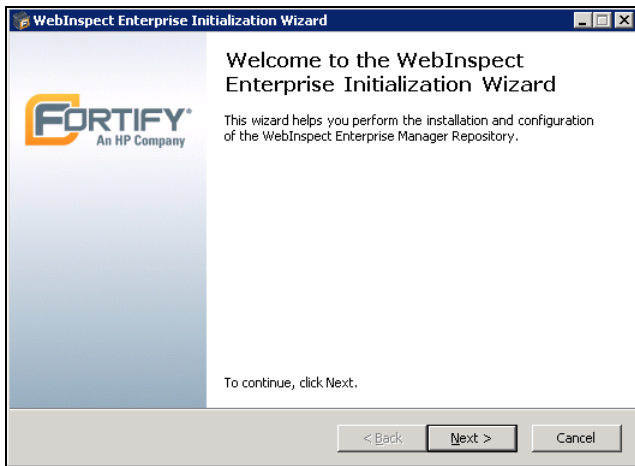 WebInspect Enterprise Initialization Wizard
Welcome to the WebInspect
Enterprise Initialization Wizard
FORTIFY®
An HP Company
This wizard helps you perform the installation and configuration
of the WebInspect Enterprise Manager Repository.
To continue, click Next.
< Back
Next >
Cancel